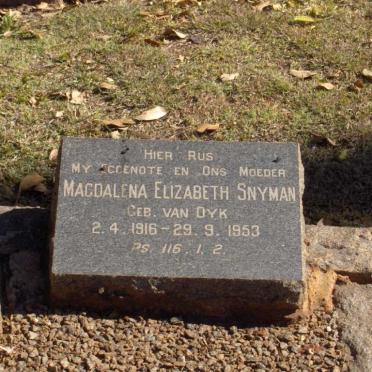 Hier Rus
My Eggenote en Ons Moeder
Magdalena Elizabeth Snyman
Geb. van Dyk
2.4.1916 - 29.9.1953
Ps. 116.1.2.